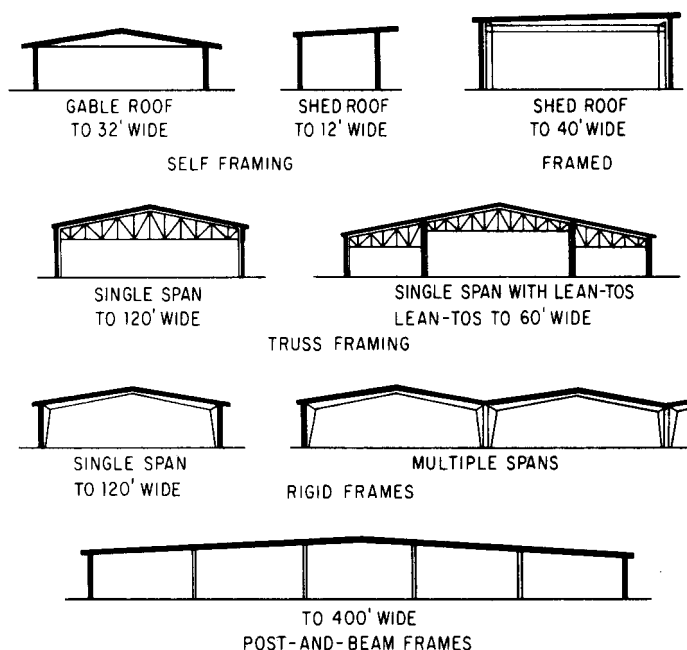 GABLE ROOF
TO 32' WIDE
SHED ROOF
TO 12' WIDE
SHED ROOF
TO 40' WIDE
SELF FRAMING
FRAMED
SINGLE SPAN
TO 120' WIDE
SINGLE SPAN WITH LEAN-TOS
LEAN-TOS TO 60' WIDE
TRUSS FRAMING
SINGLE SPAN
TO 120' WIDE
MULTIPLE SPANS
RIGID FRAMES
TO 400' WIDE
POST-AND-BEAM FRAMES